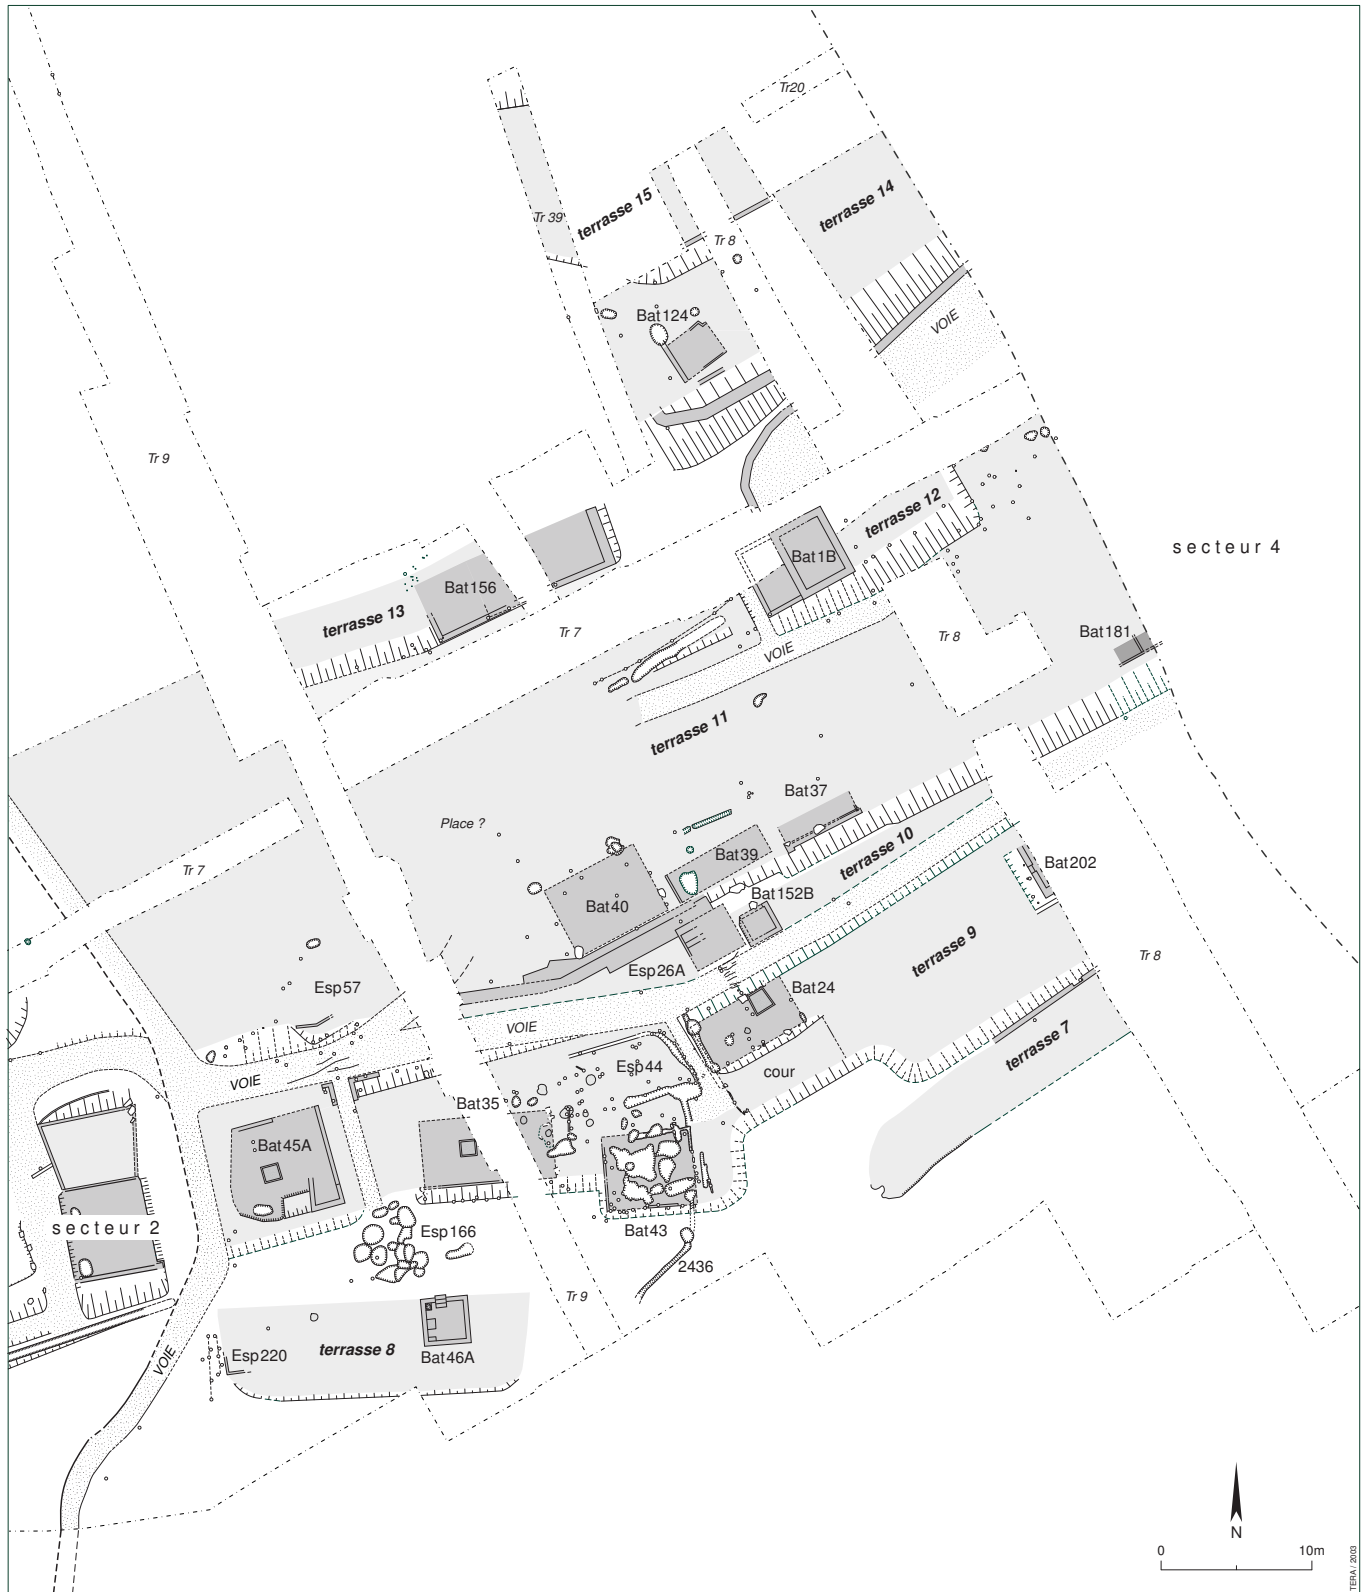 Tr20
terrasse 15
terrasse 14
Tr 39
Tr 8
Bat124
VOIE
Tr 9
terrasse 12
secteur 4
Bat1B
Bat156
terrasse 13
Tr 7
Tr 8
Bat181
VOIE
terrasse 11
Bat37
Place ?
terrasse 10
Bat39
Bat202
Tr 7
Bat152B
Bat40
terrasse 9
Tr 8
Esp26A
Esp57
Bat24
VOIE
terrasse 7
Esp44
cour
VOIE
Bat35
Bat45A
secteur 2
Esp166
Bat43
2436
Tr 9
VOIE
Esp220
terrasse 8
Bat46A
N
0 10m
TERA / 2003